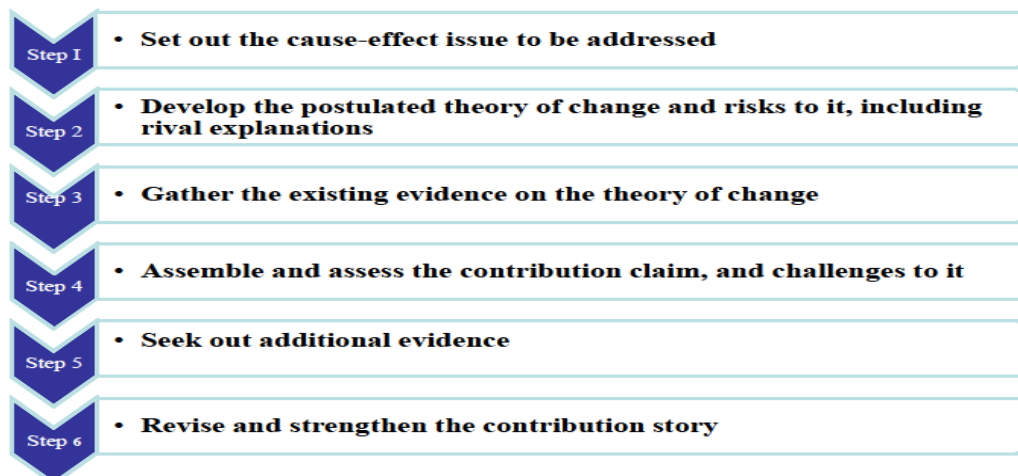 Step I
• Set out the cause-effect issue to be addressed
Step 2
• Develop the postulated theory of change and risks to it, including
rival explanations
Step 3
• Gather the existing evidence on the theory of change
Step 4
• Assemble and assess the contribution claim, and challenges to it
Step 5
• Seek out additional evidence
Step 6
• Revise and strengthen the contribution story